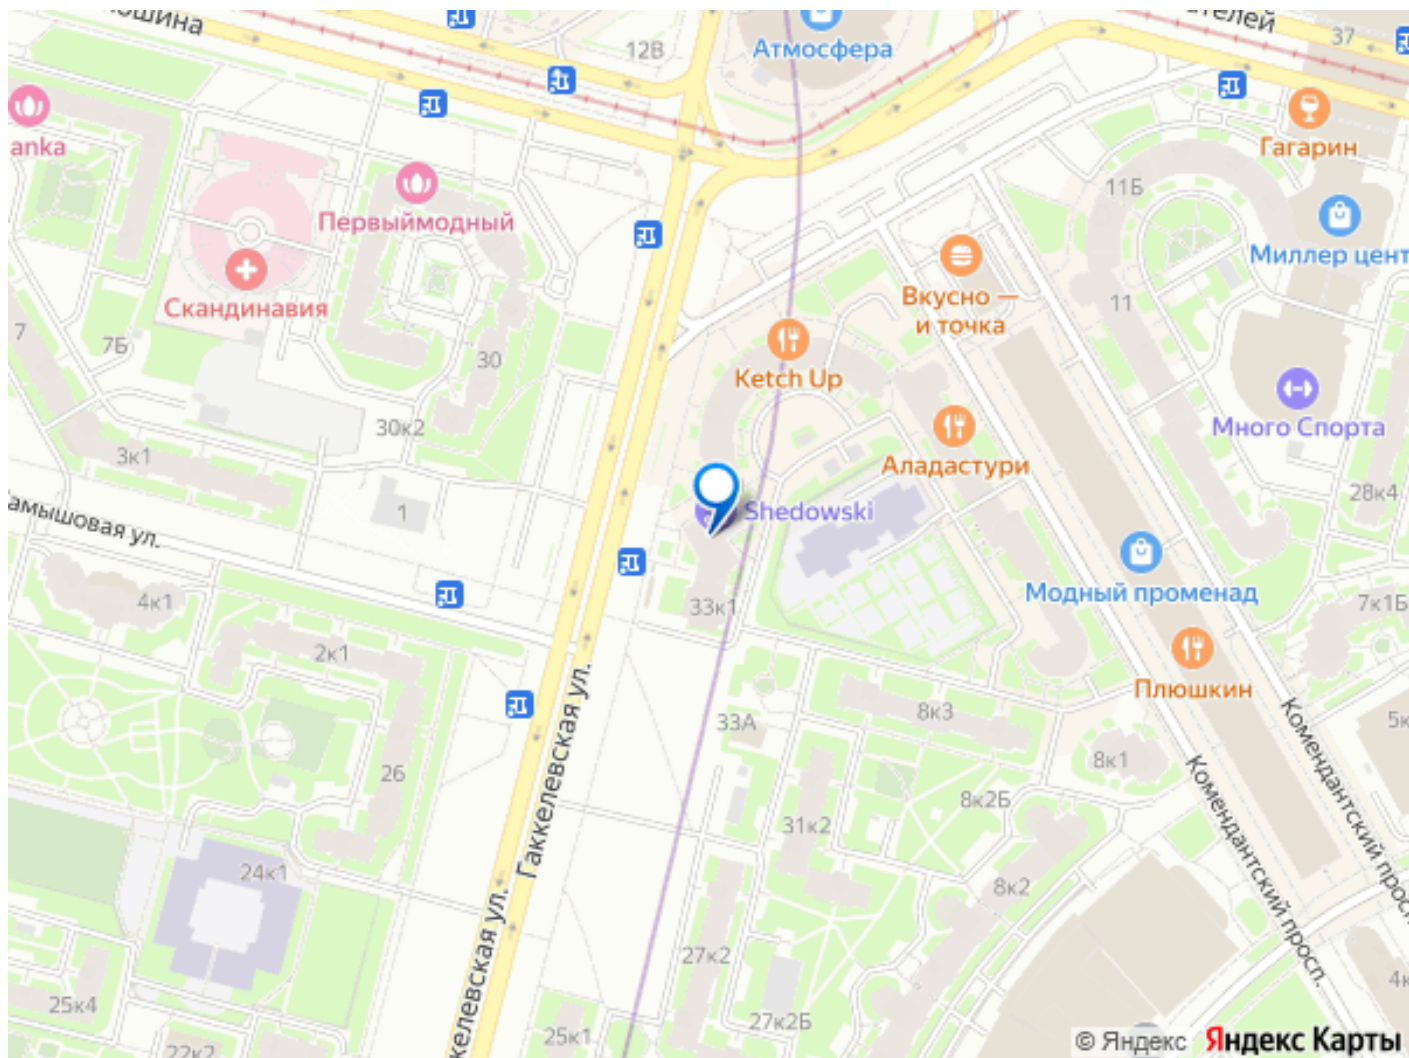 12В
Атмосфера
37
Гагарин
anka
Первыймодный
11Б
Миллер цент
Скандинавия
Вкусно —
и точка
11
7
7Б
30
Ketch Up
Много Спорта
30к2
3к1
Аладастури
28к4
1
Shedowski
амышовая ул.
Модный променад
4к1
33к1
7к1Б
2к1
Плюшкин
8к3
33А
5к
8к1
26
Гаккелевская ул.
Комендантский просп.
Комендантский просп.
8к2Б
31к2
24к1
8к2
келевская ул.
27к2
4к
25к4
27к2Б
25к1
22к2
© Яндекс Яндекс Карты